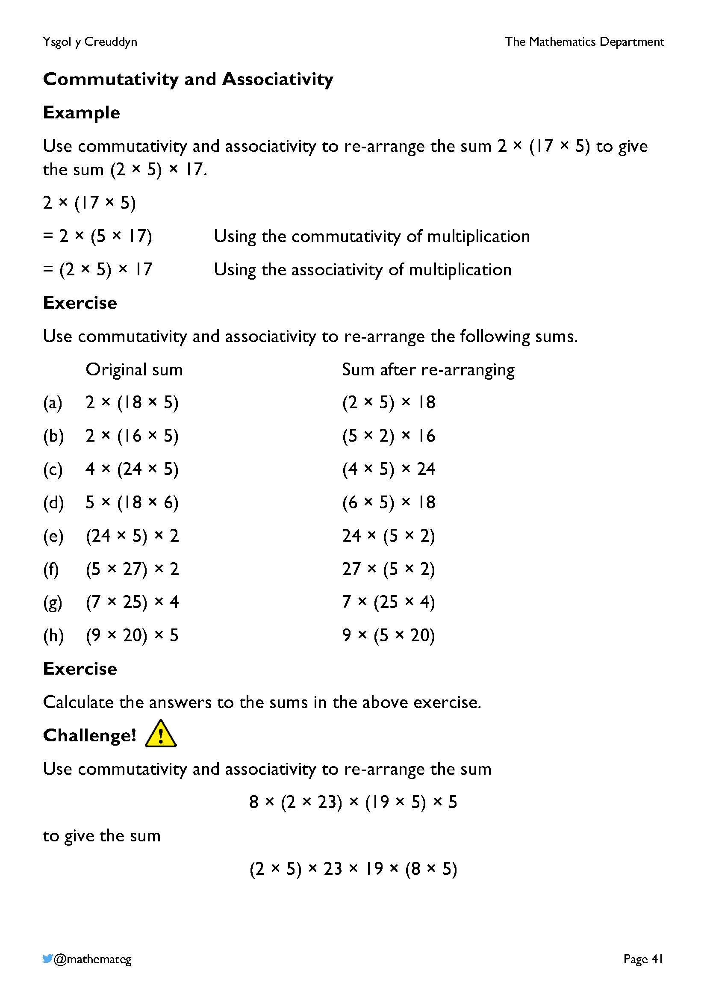 Ysgol y Creuddyn The Mathematics Department
Commutativity and Associativity
Example
Use commutativity and associativity to re-arrange the sum 2 × (17 × 5) to give
the sum (2 × 5) × 17.
2 × (17 × 5)
= 2 × (5 × 17) Using the commutativity of multiplication
= (2 × 5) × 17 Using the associativity of multiplication
Exercise
Use commutativity and associativity to re-arrange the following sums.
Original sum Sum after re-arranging
(a) 2 × (18 × 5) (2 × 5) × 18
(b) 2 × (16 × 5) (5 × 2) × 16
(c) 4 × (24 × 5) (4 × 5) × 24
(d) 5 × (18 × 6) (6 × 5) × 18
(e) (24 × 5) × 2 24 × (5 × 2)
(f) (5 × 27) × 2 27 × (5 × 2)
(g) (7 × 25) × 4 7 × (25 × 4)
(h) (9 × 20) × 5 9 × (5 × 20)
Exercise
Calculate the answers to the sums in the above exercise.
Challenge! !
Use commutativity and associativity to re-arrange the sum
8 × (2 × 23) × (19 × 5) × 5
to give the sum
(2 × 5) × 23 × 19 × (8 × 5)
@mathemateg Page 41